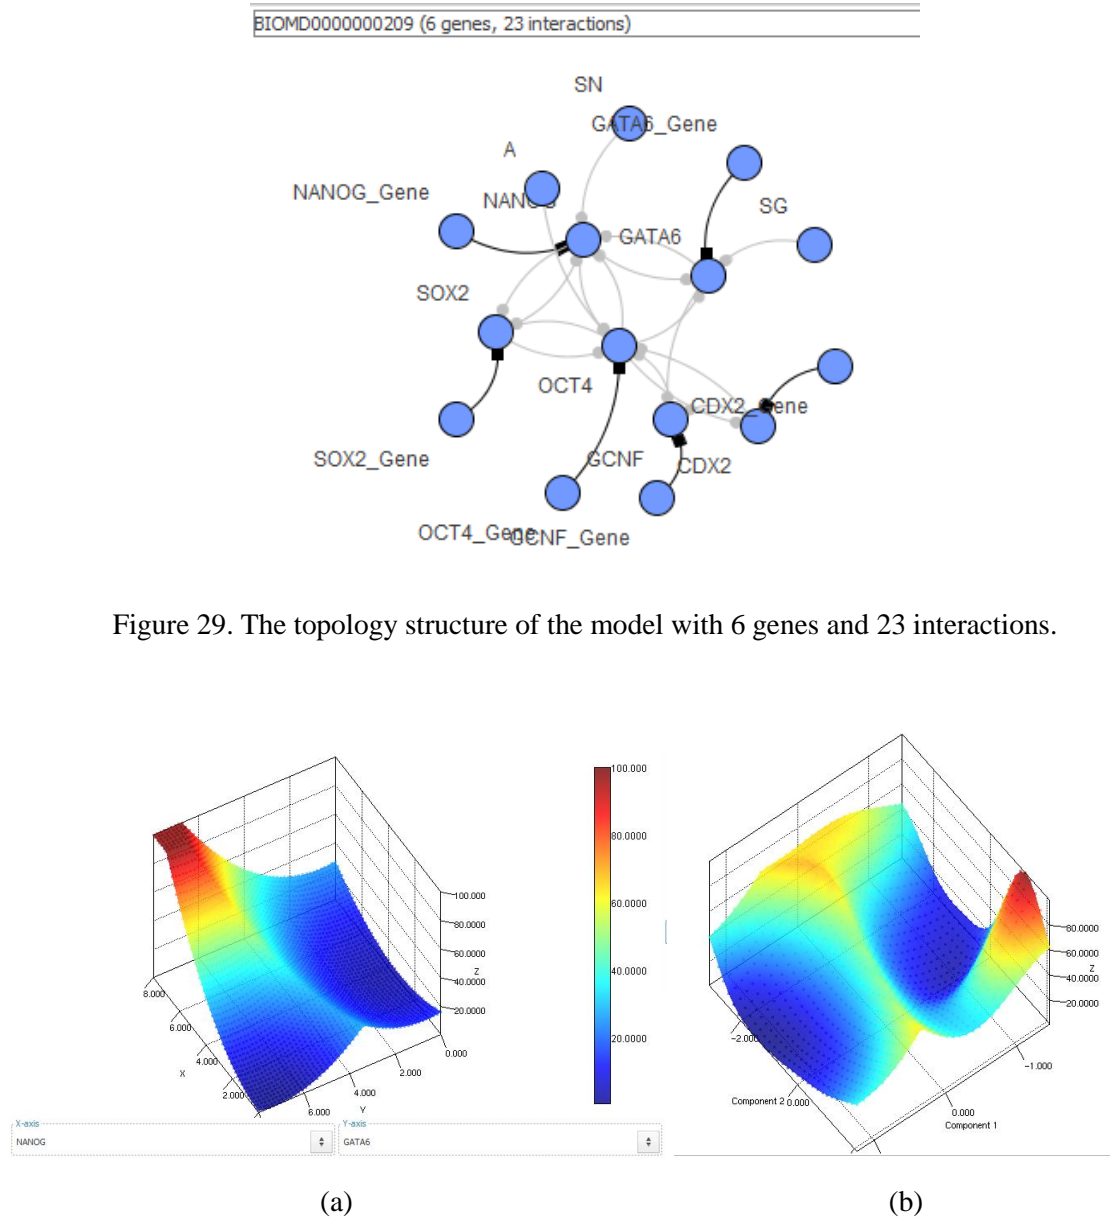 BIOMD0000000209 (6 genes, 23 interactions)
SN
GATA6_Gene
A
NANOG_Gene
NANOG
SG
GATA6
SOX2
OCT4
CDX2_Gene
SOX2_Gene
GCNF
CDX2
OCT4_Gene
GCNF_Gene
Figure 29. The topology structure of the model with 6 genes and 23 interactions.
100.000
80.0000
60.0000
40.0000
20.0000
100.000
80.0000
60.0000
Z
40.0000
20.0000
0.000
2.000
4.000
Y
6.000
8.000
6.000
4.000
X
2.000
X-axis
NANOG
Y-axis
GATA6
80.0000
60.0000
Z
40.0000
20.0000
-2.000
-1.000
Component 2
0.000
0.000
Component 1
(a)
(b)